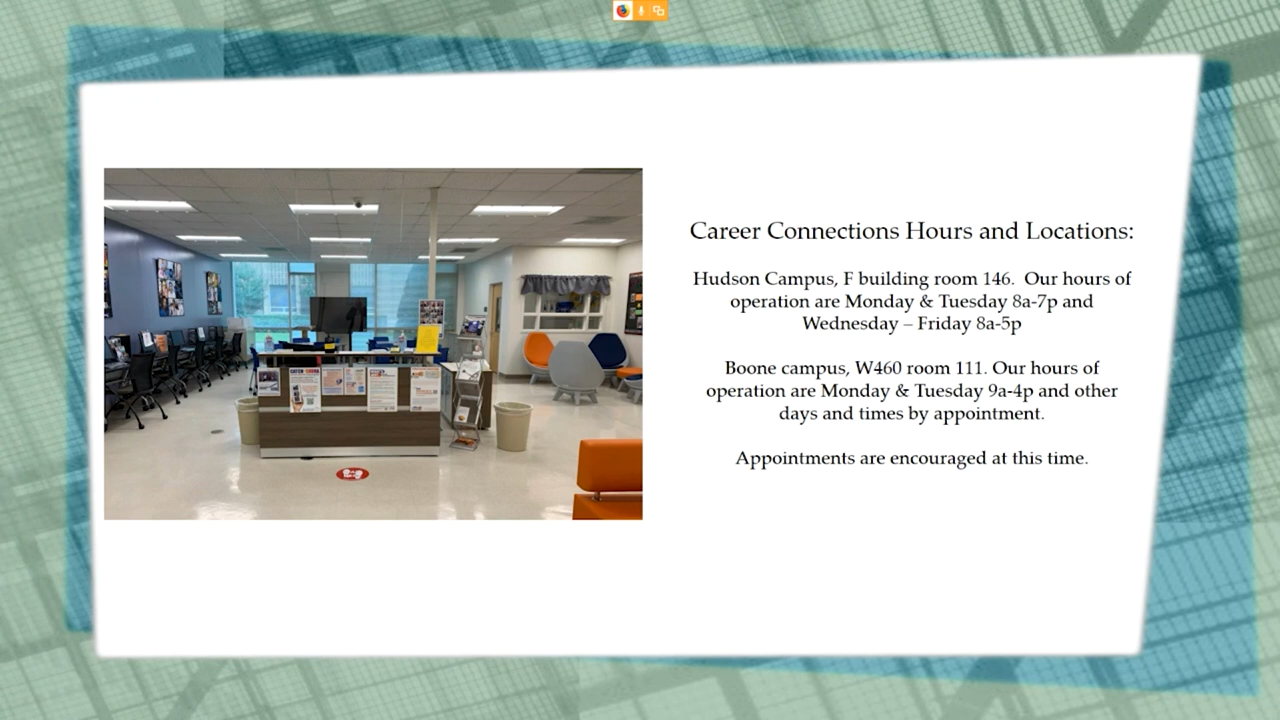 Career Connections Hours and Locations:
Hudson Campus, F building room 146.  Our hours of
operation are Monday & Tuesday 8a-7p and
Wednesday – Friday 8a-5p
Boone campus, W460 room 111. Our hours of
operation are Monday & Tuesday 9a-4p and other
days and times by appointment.
Appointments are encouraged at this time.